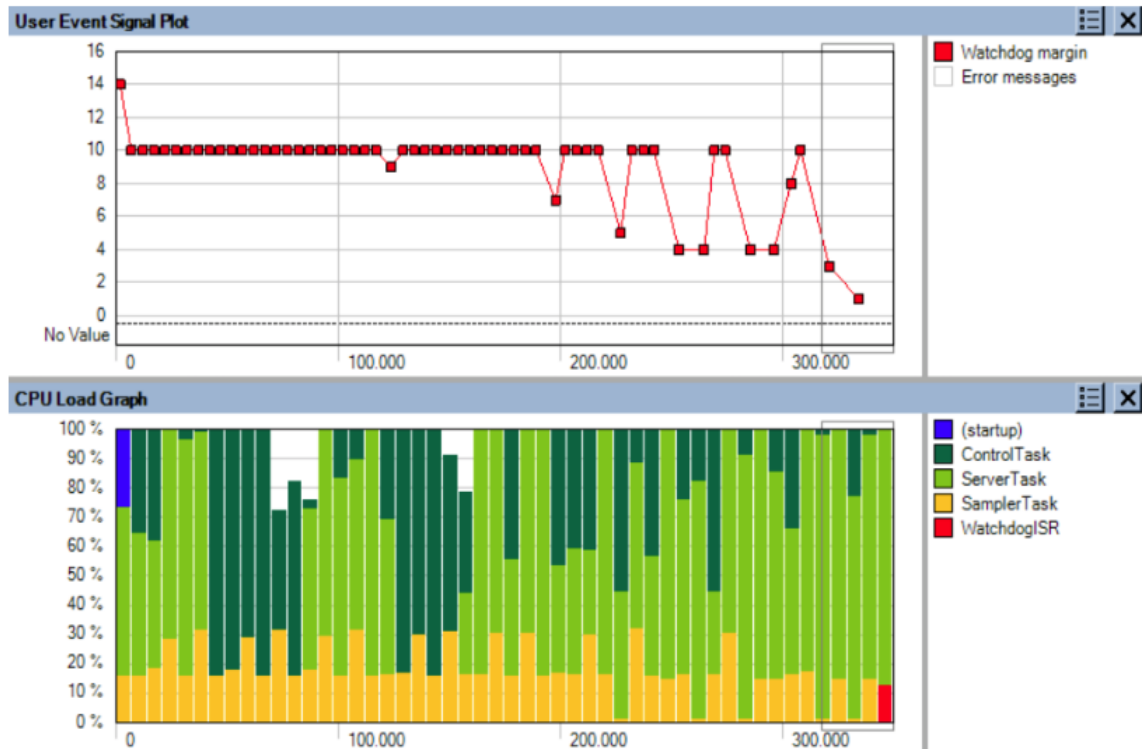 User Event Signal Plot
16
14
12
10
8
6
4
2
0
No Value
0 100.000 200.000 300.000
Watchdog margin
Error messages
CPU Load Graph
100 %
90 %
80 %
70 %
60 %
50 %
40 %
30 %
20 %
10 %
0 %
0 100.000 200.000 300.000
(startup)
ControlTask
ServerTask
SamplerTask
WatchdogISR